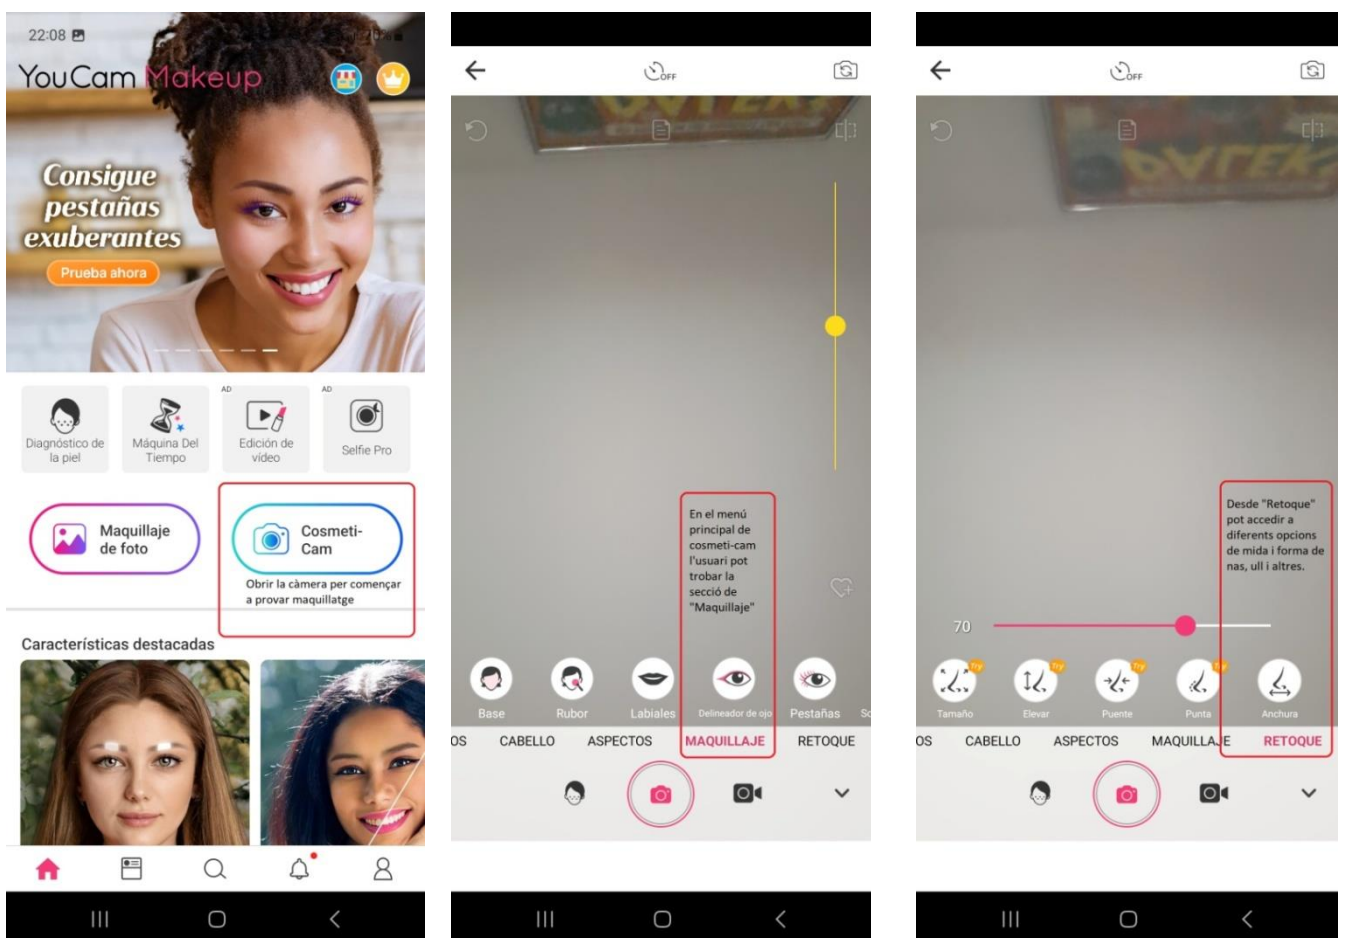 22:08
YouCam Makeup
Consigue
pestañas
exuberantes
Prueba ahora
Diagnóstico de
la piel
Máquina Del
Tiempo
AD
Edición de
vídeo
AD
Selfie Pro
Maquillaje
de foto
Cosmeti-
Cam
Obrir la càmera per començar
a provar maquillatge
Características destacadas
OFF
En el menú
principal de
cosmeti-cam
l'usuari pot
trobar la
secció de
"Maquillaje"
Base
Rubor
Labiales
Delineador de ojo
Pestañas
So
OS
CABELLO
ASPECTOS
MAQUILLAJE
RETOQUE
OFF
Desde "Retoque"
pot accedir a
diferents opcions
de mida i forma de
nas, ull i altres.
70
Try
Try
Try
Try
Tamaño
Elevar
Puente
Punta
Anchura
OS
CABELLO
ASPECTOS
MAQUILLAJE
RETOQUE